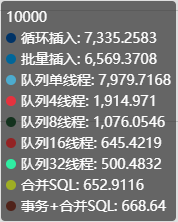 10000
循环插入: 7,335.2583
批量插入: 6,569.3708
队列单线程: 7,979.7168
队列4线程: 1,914.971
队列8线程: 1,076.0546
队列16线程: 645.4219
队列32线程: 500.4832
合并SQL: 652.9116
事务+合并SQL: 668.64